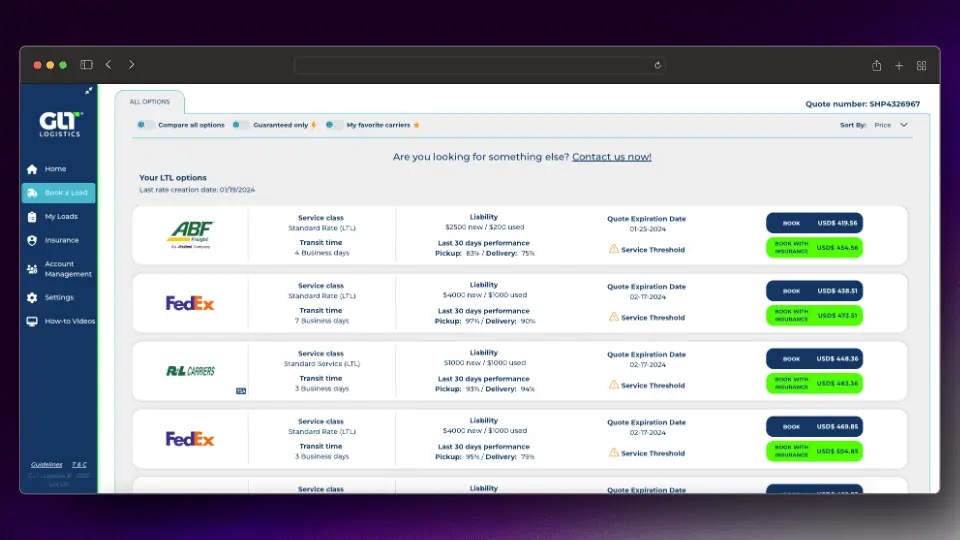 GLT
LOGISTICS
Home
Book a Load
My Loads
Insurance
Account
Management
Settings
How-to Videos
Guidelines T & C
ALL OPTIONS
Quote number: SHP4326967
Compare all options
Guaranteed only
My favorite carriers
Sort By: Price
Are you looking for something else? Contact us now!
Your LTL options
Last rate creation date: 01/19/2024
ABF
Freight
Service class
Standard Rate (LTL)
Transit time
4 Business days
Liability
$2500 new / $200 used
Last 30 days performance
Pickup: 83% / Delivery: 75%
Quote Expiration Date
01-25-2024
Service Threshold
BOOK USD$ 419.56
BOOK WITH
INSURANCE USD$ 454.56
FedEx
Service class
Standard Rate (LTL)
Transit time
7 Business days
Liability
$4000 new / $1000 used
Last 30 days performance
Pickup: 97% / Delivery: 90%
Quote Expiration Date
02-17-2024
Service Threshold
BOOK USD$ 438.51
BOOK WITH
INSURANCE USD$ 473.51
R+L CARRIERS
Service class
Standard Service (LTL)
Transit time
3 Business days
Liability
$1000 new / $1000 used
Last 30 days performance
Pickup: 93% / Delivery: 94%
Quote Expiration Date
02-17-2024
Service Threshold
BOOK USD$ 448.36
BOOK WITH
INSURANCE USD$ 483.36
FedEx
Service class
Standard Rate (LTL)
Transit time
3 Business days
Liability
$4000 new / $1000 used
Last 30 days performance
Pickup: 95% / Delivery: 79%
Quote Expiration Date
02-17-2024
Service Threshold
BOOK USD$ 469.85
BOOK WITH
INSURANCE USD$ 504.85
Service class
Liability
Quote Expiration Date